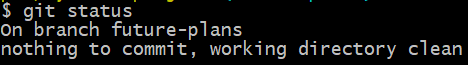 $ git status
On branch future-plans
nothing to commit, working directory clean